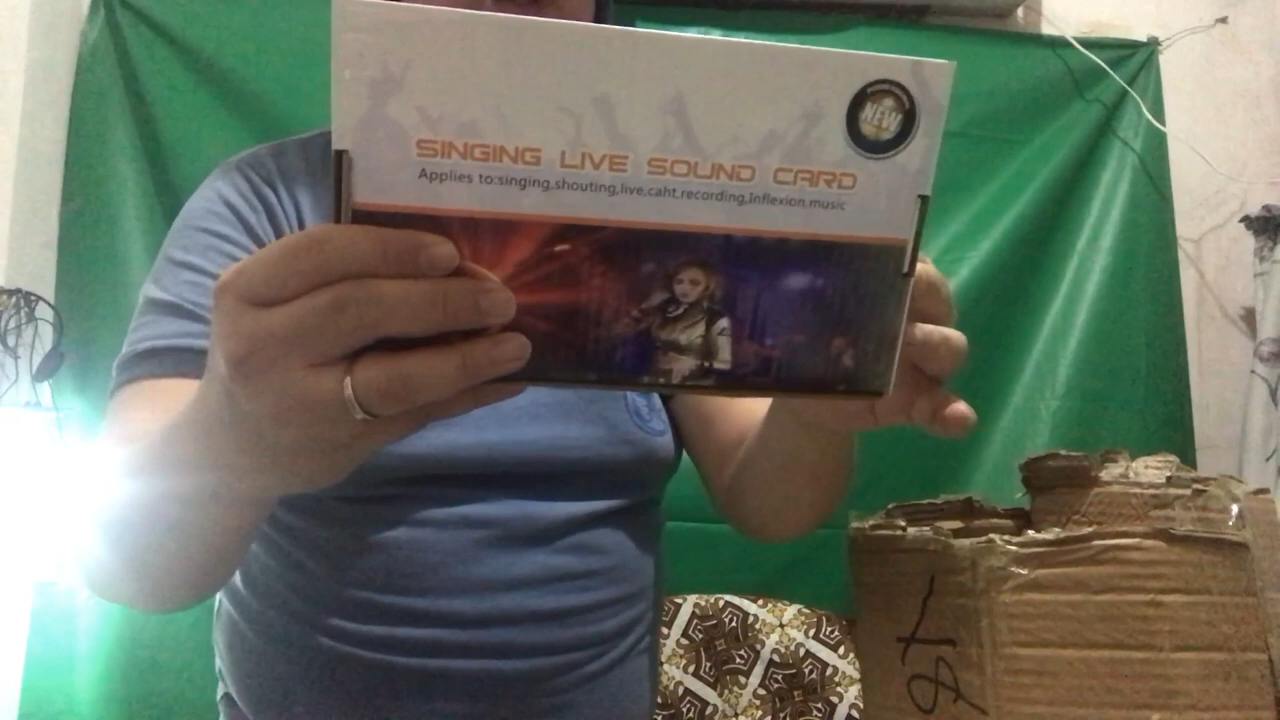 NEW
SINGING LIVE SOUND CARD
Applies to:singing,shouting,live,caht,recording,Inflexion,music